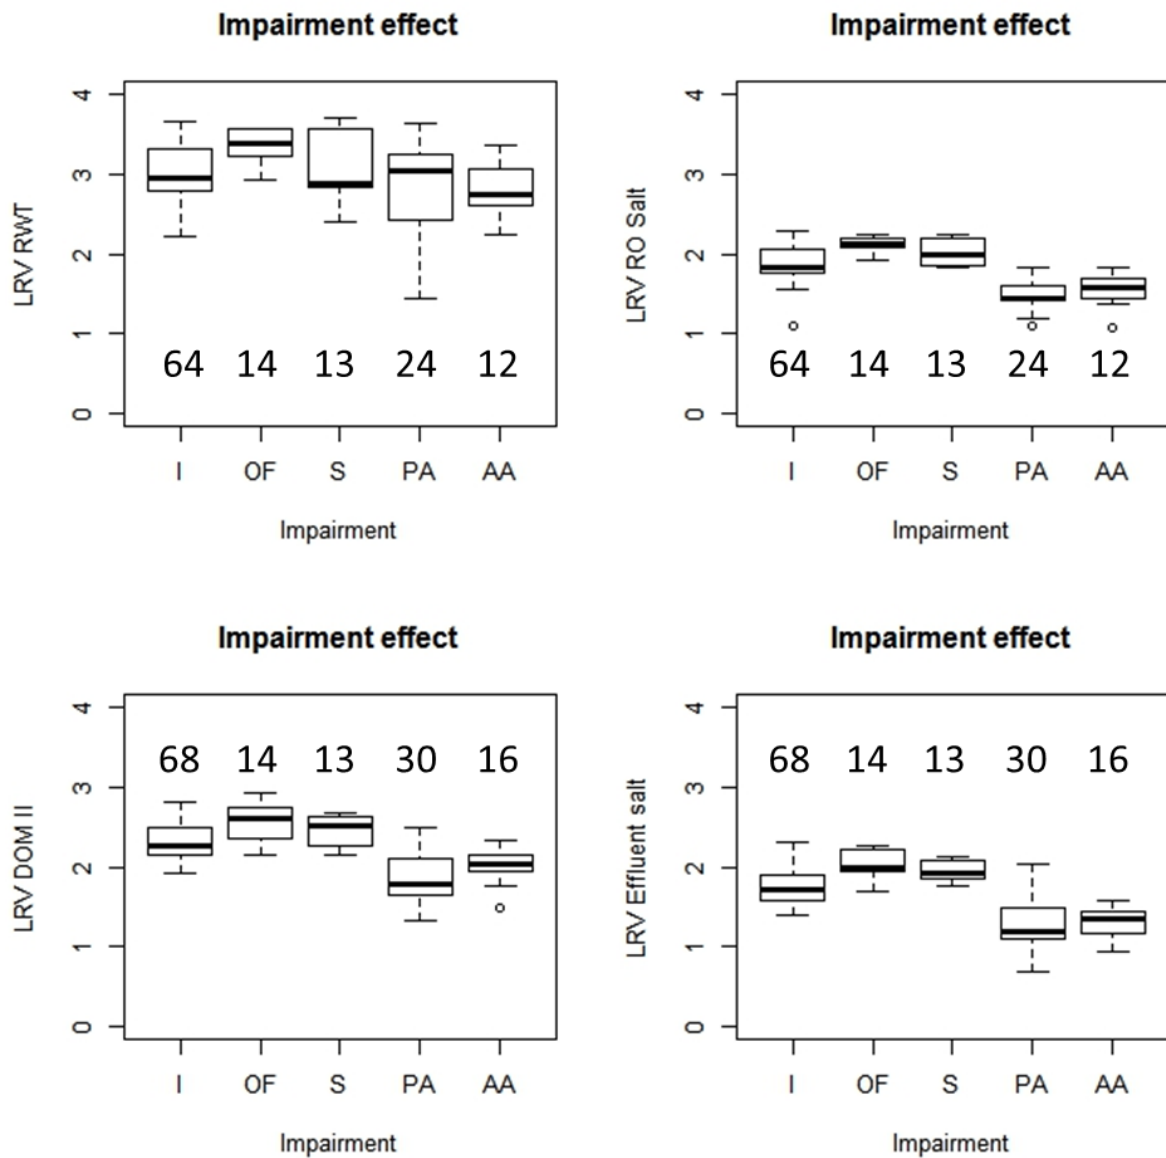 Impairment effect
LRV RWT
4
3
2
1
0
64 14 13 24 12
I OF S PA AA
Impairment
Impairment effect
LRV RO Salt
4
3
2
1
0
64 14 13 24 12
I OF S PA AA
Impairment
Impairment effect
LRV DOM II
4
3
2
1
0
68 14 13 30 16
I OF S PA AA
Impairment
Impairment effect
LRV Effluent salt
4
3
2
1
0
68 14 13 30 16
I OF S PA AA
Impairment